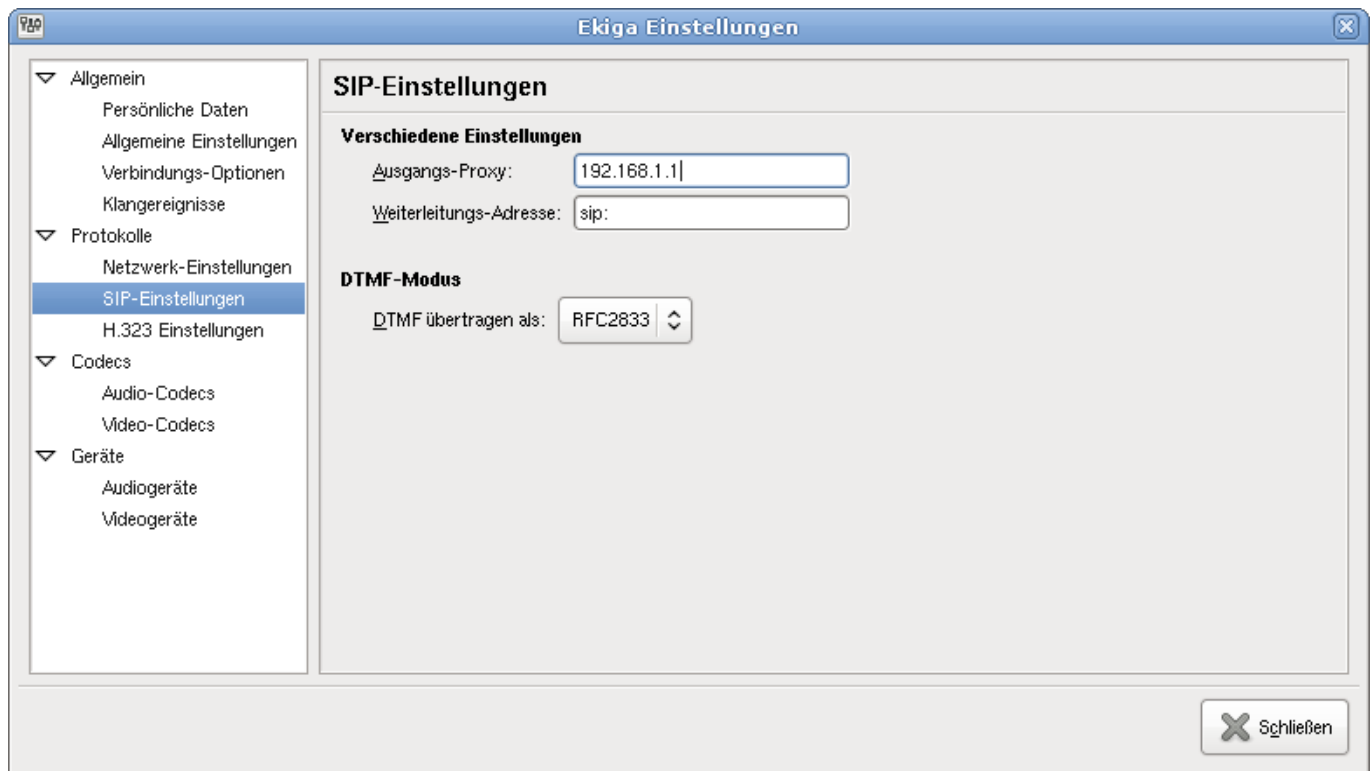 Ekiga Einstellungen
Allgemein
Persönliche Daten
Allgemeine Einstellungen
Verbindungs-Optionen
Klangereignisse
Protokolle
Netzwerk-Einstellungen
SIP-Einstellungen
H.323 Einstellungen
Codecs
Audio-Codecs
Video-Codecs
Geräte
Audiogeräte
Videogeräte
SIP-Einstellungen
Verschiedene Einstellungen
Ausgangs-Proxy: 192.168.1.1
Weiterleitungs-Adresse: sip:
DTMF-Modus
DTMF übertragen als: RFC2833
Schließen